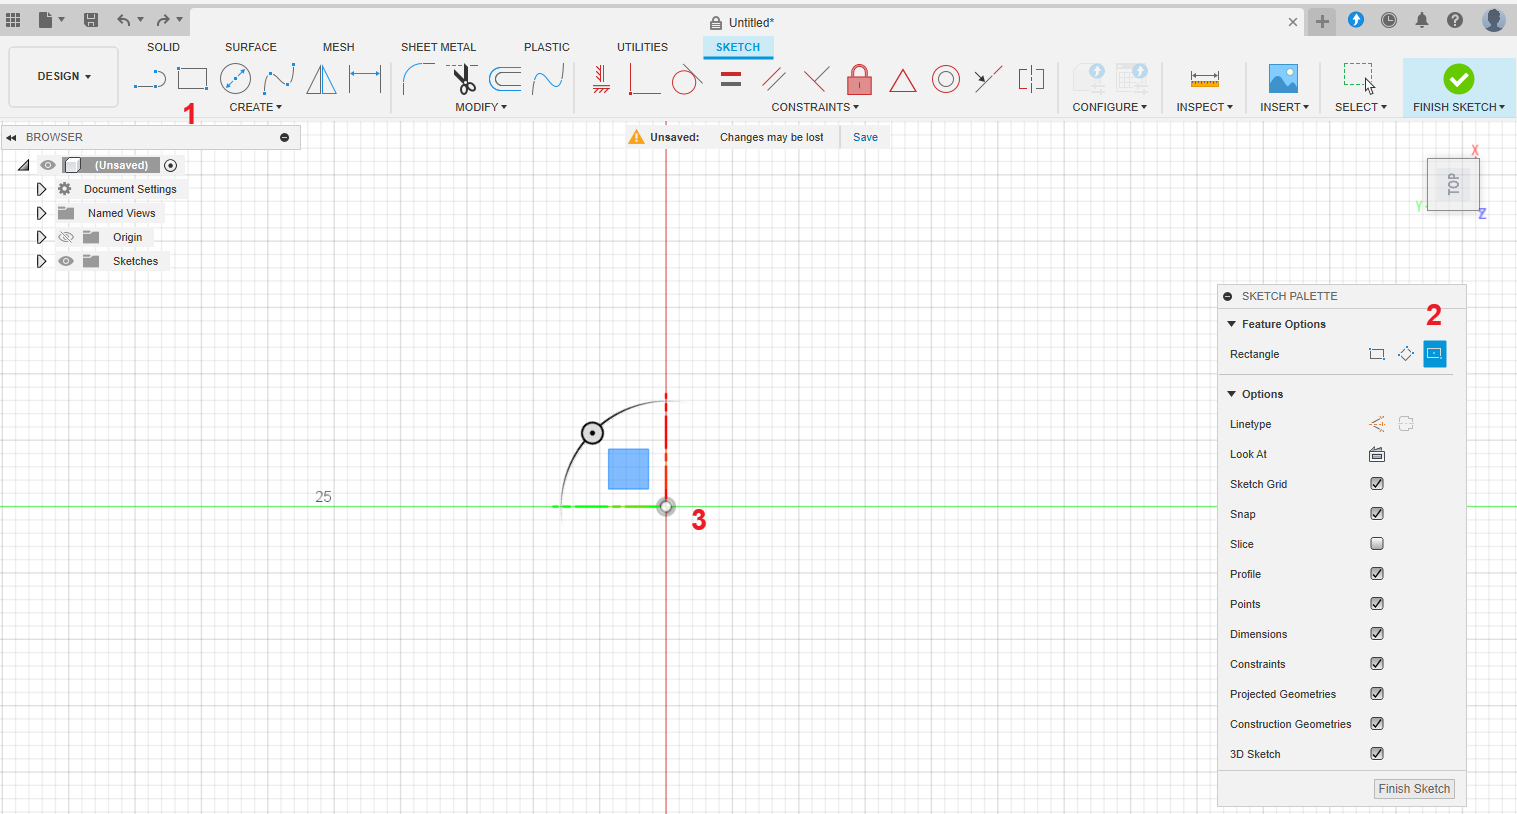 Untitled*
SOLID SURFACE MESH SHEET METAL PLASTIC UTILITIES SKETCH
DESIGN
CREATE MODIFY CONSTRAINTS CONFIGURE INSPECT INSERT SELECT FINISH SKETCH
1
BROWSER
Unsaved: Changes may be lost Save
(Unsaved)
Document Settings
Named Views
Origin
Sketches
X
TOP
Y
Z
SKETCH PALETTE
2
Feature Options
Rectangle
Options
Linetype
Look At
Sketch Grid
25
3
Snap
Slice
Profile
Points
Dimensions
Constraints
Projected Geometries
Construction Geometries
3D Sketch
Finish Sketch